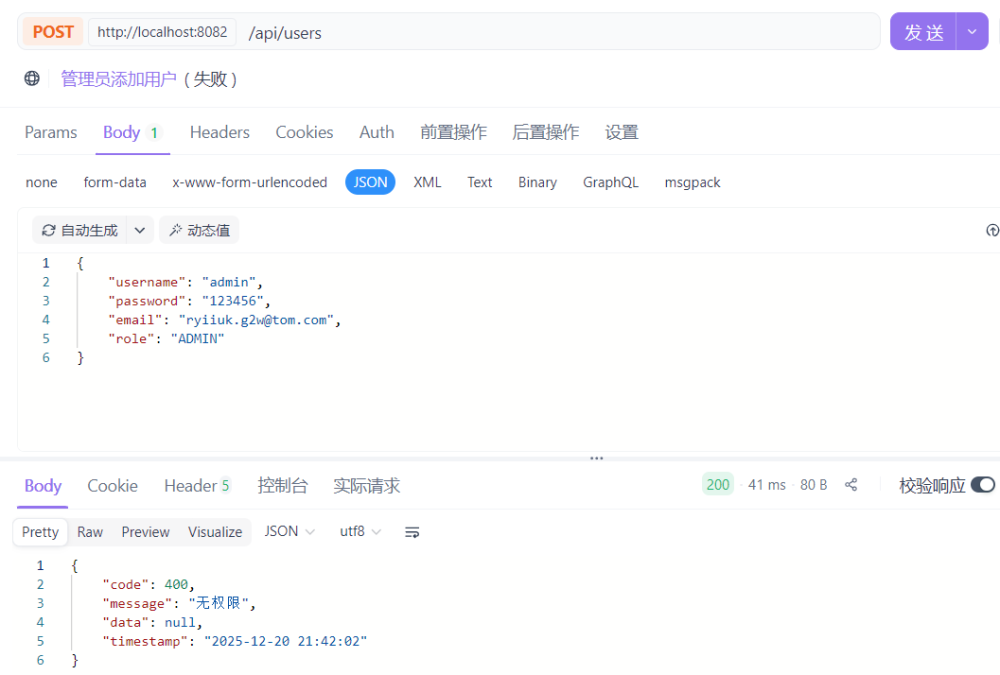 POST http://localhost:8082 /api/users 发送
管理员添加用户 ( 失败 )
Params Body 1 Headers Cookies Auth 前置操作 后置操作 设置
none form-data x-www-form-urlencoded JSON XML Text Binary GraphQL msgpack
自动生成 动态值
1 {
2 "username": "admin",
3 "password": "123456",
4 "email": "ryiiuk.g2w@tom.com",
5 "role": "ADMIN"
6 }
Body Cookie Header 5 控制台 实际请求 200 · 41 ms · 80 B 校验响应
Pretty Raw Preview Visualize JSON utf8
1 {
2 "code": 400,
3 "message": "无权限",
4 "data": null,
5 "timestamp": "2025-12-20 21:42:02"
6 }